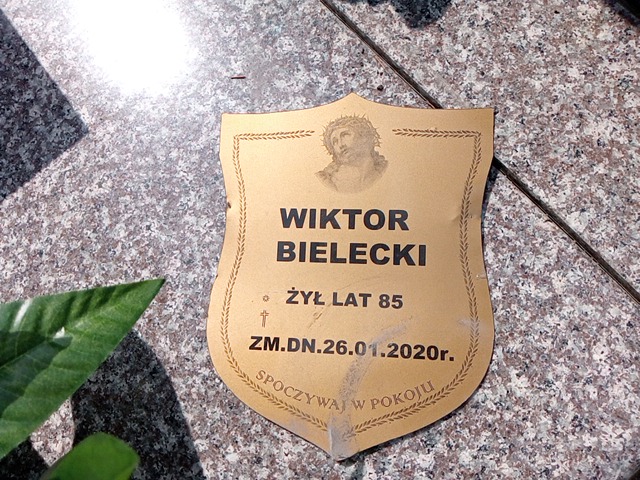 WIKTOR
BIELECKI
ŻYŁ LAT 85
ZM.DN.26.01.2020r.
SPOCZYWAJ W POKOJU